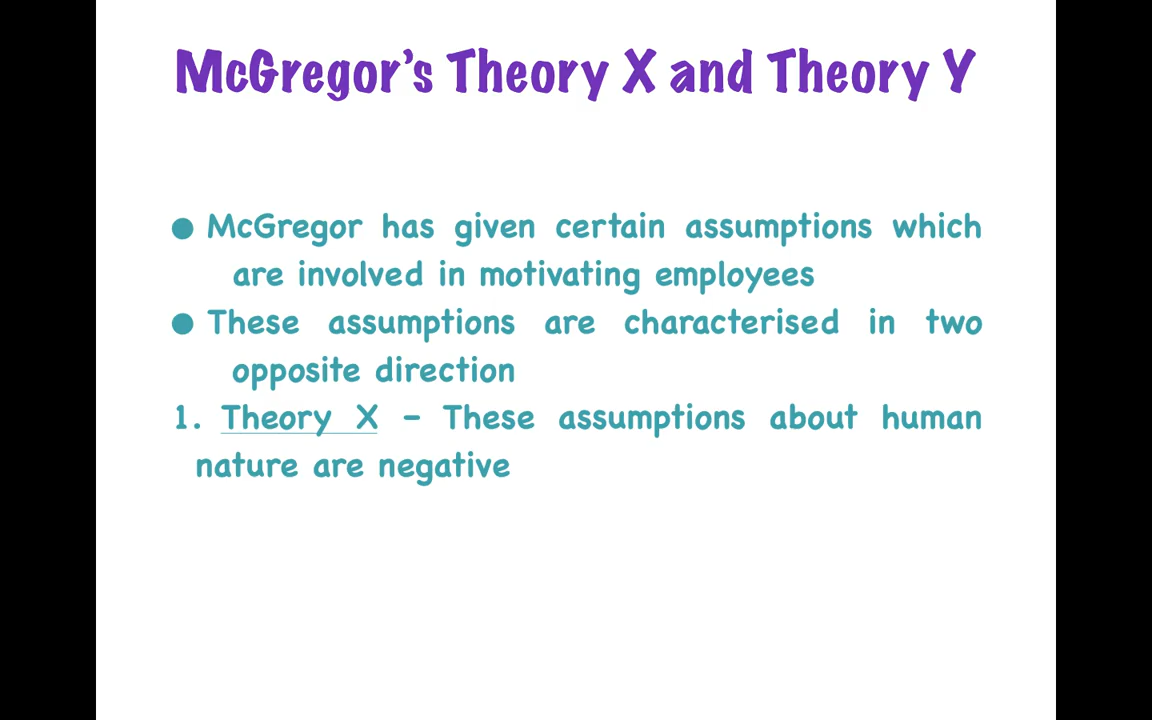 McGregor's Theory X and Theory Y
● McGregor has given certain assumptions which
are involved in motivating employees
● These assumptions are characterised in two
opposite direction
1. Theory X – These assumptions about human
nature are negative